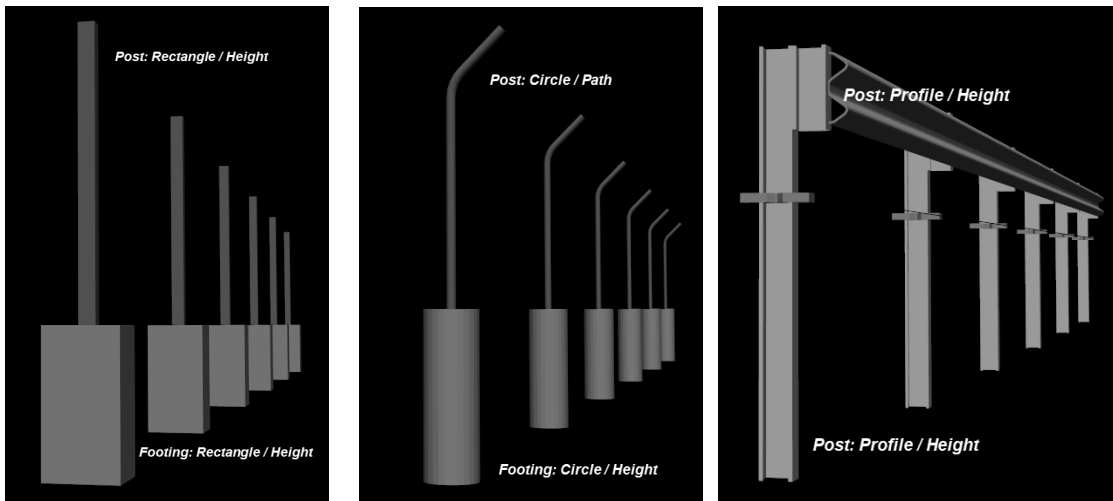 Post: Rectangle / Height
Footing: Rectangle / Height
Post: Circle / Path
Footing: Circle / Height
Post: Profile / Height
Post: Profile / Height